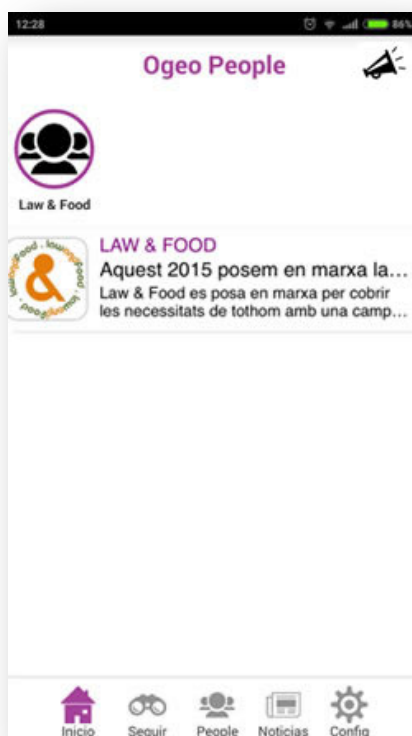 12:28
86%
Ogeo People
Law & Food
LAW & FOOD
Aquest 2015 posem en marxa la...
Law & Food es posa en marxa per cobrir
les necessitats de tothom amb una camp...
Inicio Seguir People Noticias Config